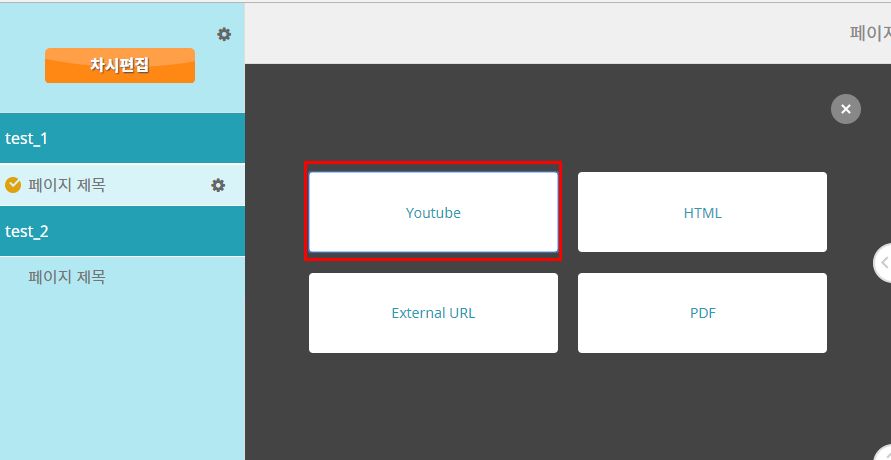 페이지
차시편집
test_1
페이지 제목
test_2
페이지 제목
Youtube
HTML
External URL
PDF